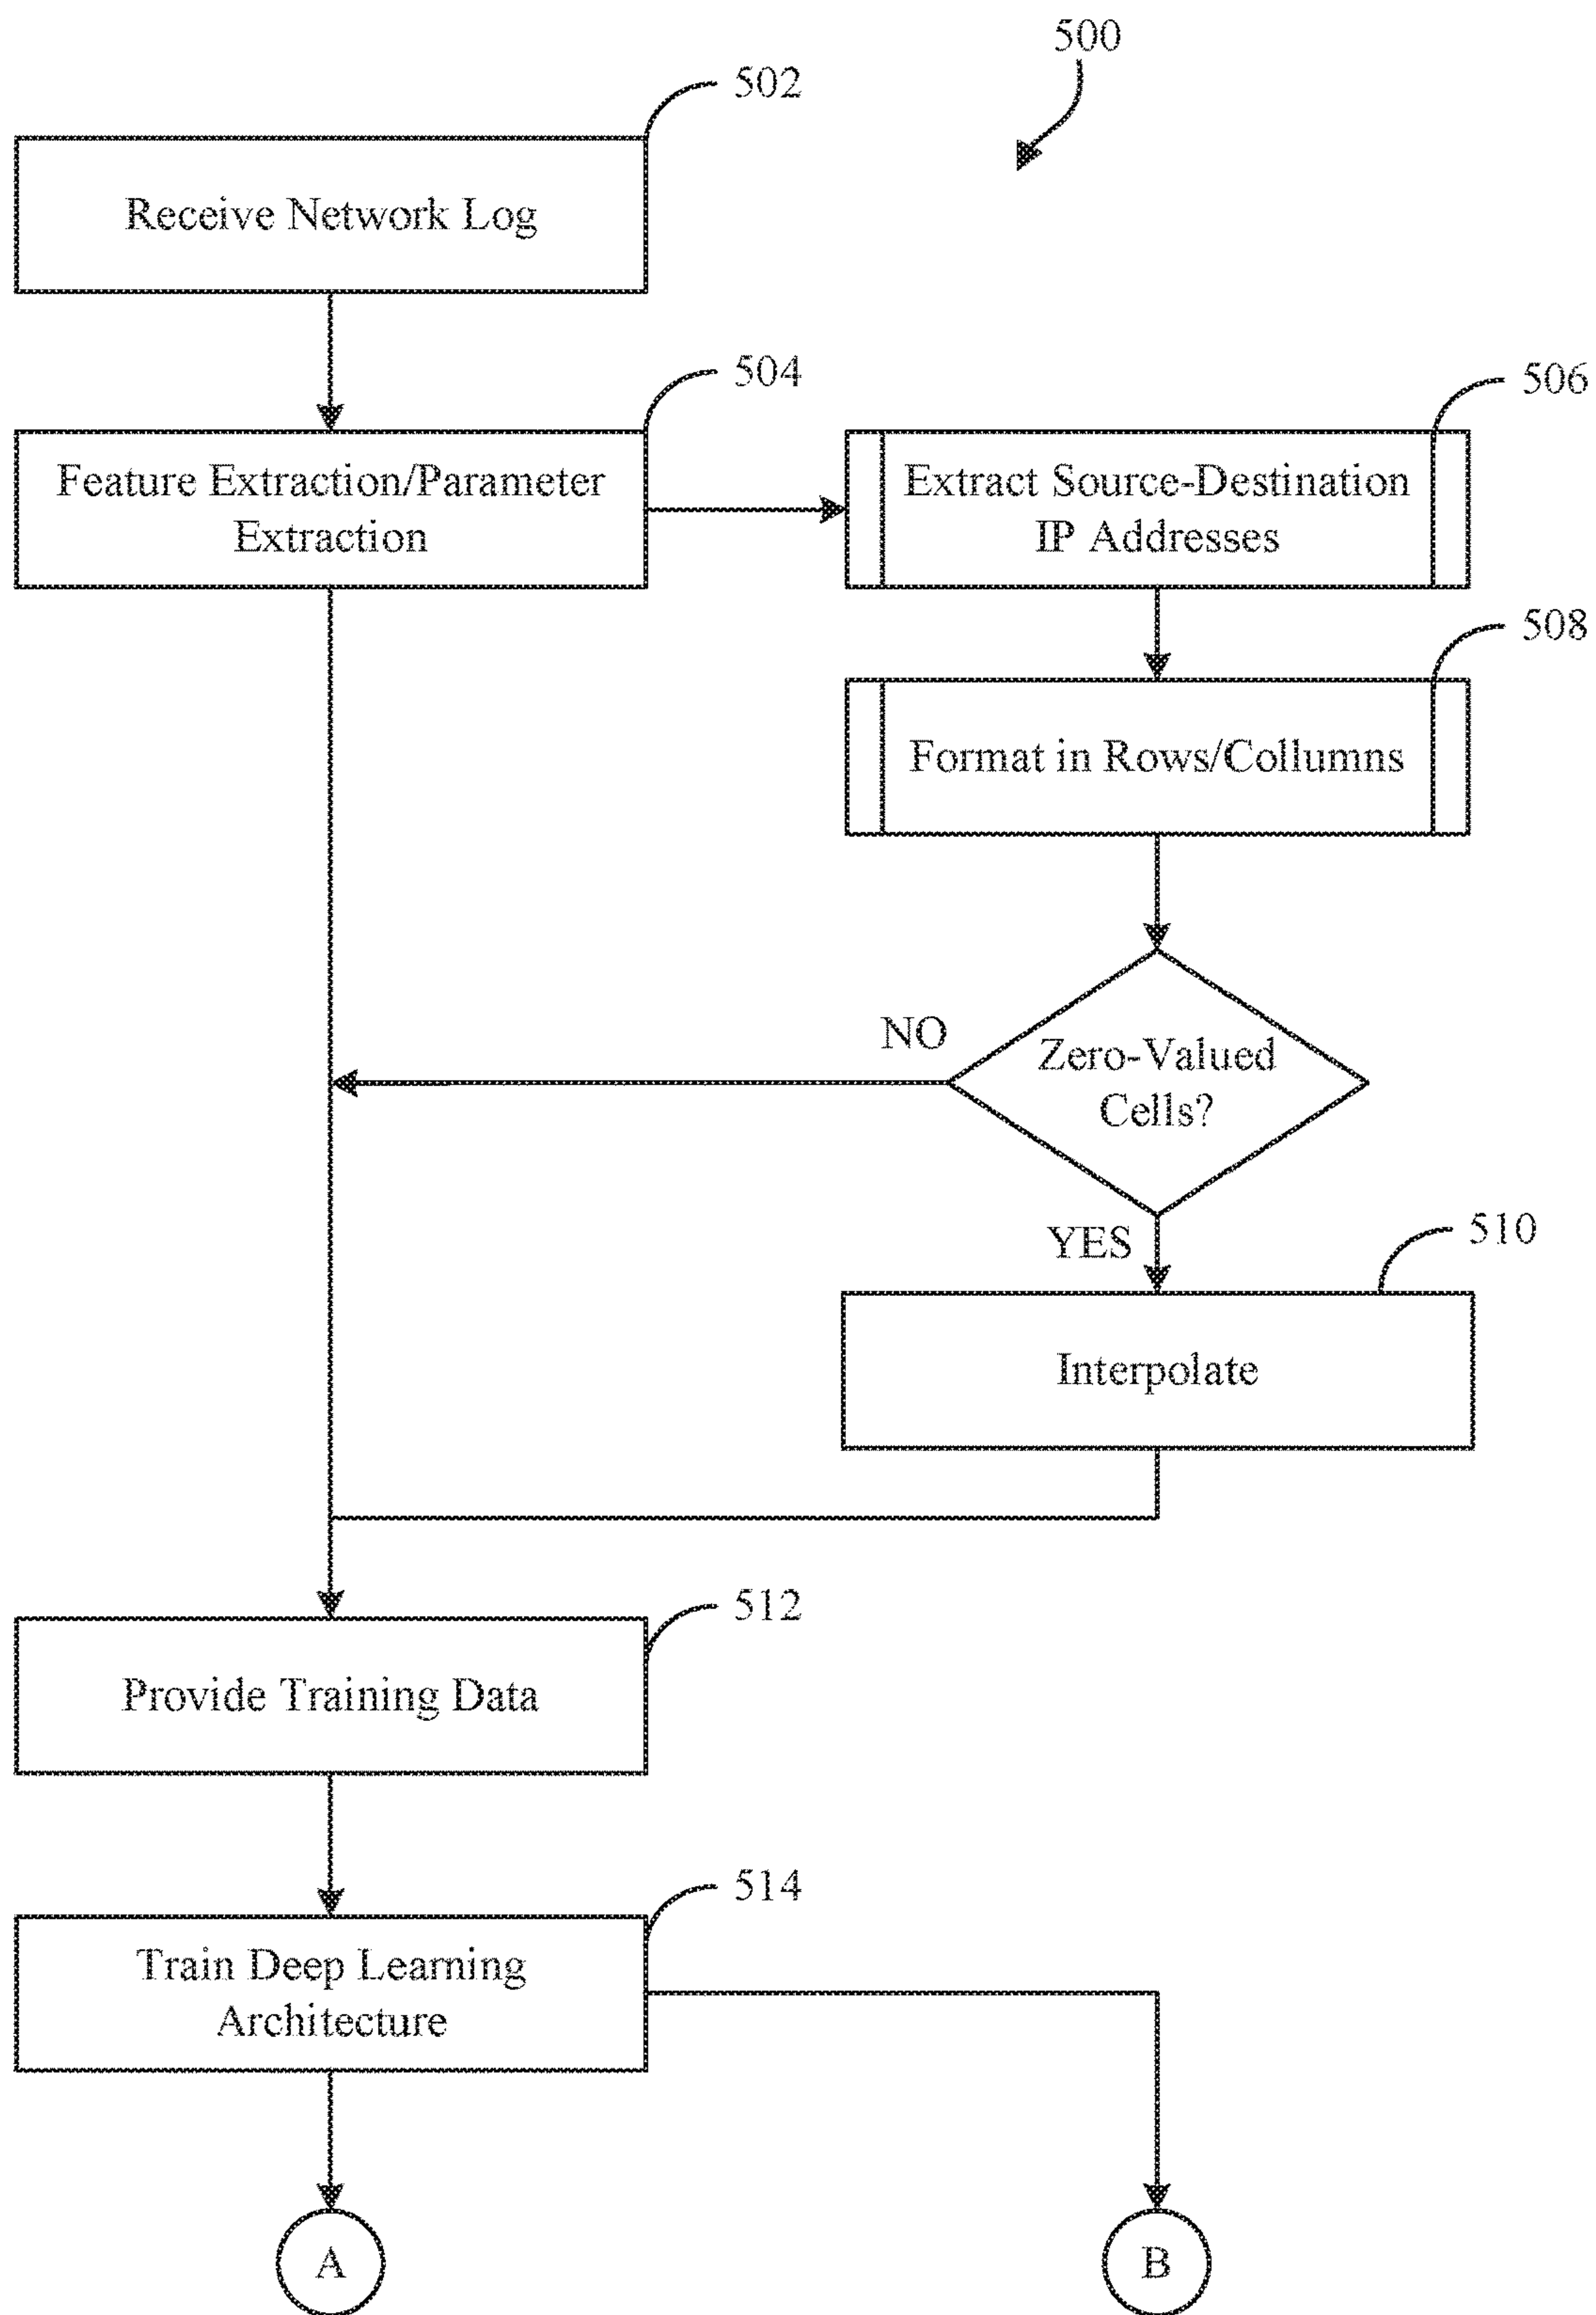 500
502
Receive Network Log
504
Feature Extraction/Parameter
Extraction
506
Extract Source-Destination
IP Addresses
508
Format in Rows/Collumns
NO
Zero-Valued
Cells?
YES
510
Interpolate
512
Provide Training Data
514
Train Deep Learning
Architecture
A
B